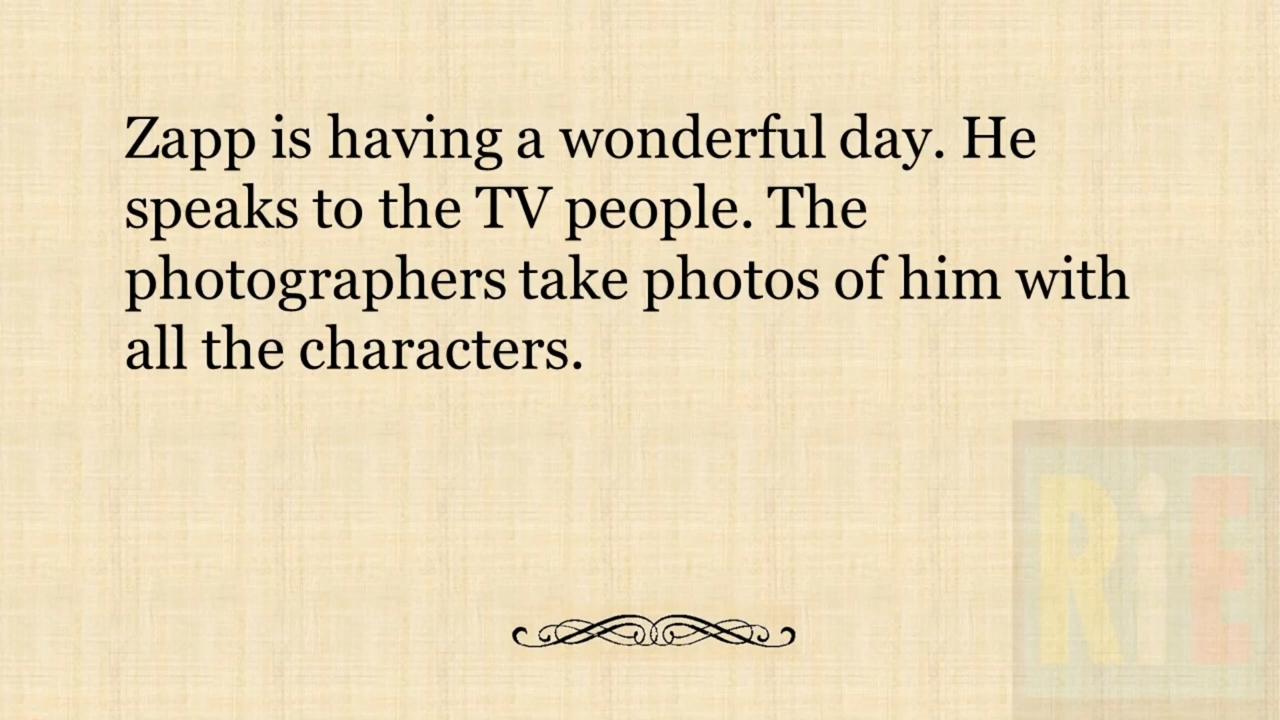 Zapp is having a wonderful day. He
speaks to the TV people. The
photographers take photos of him with
all the characters.
RiE